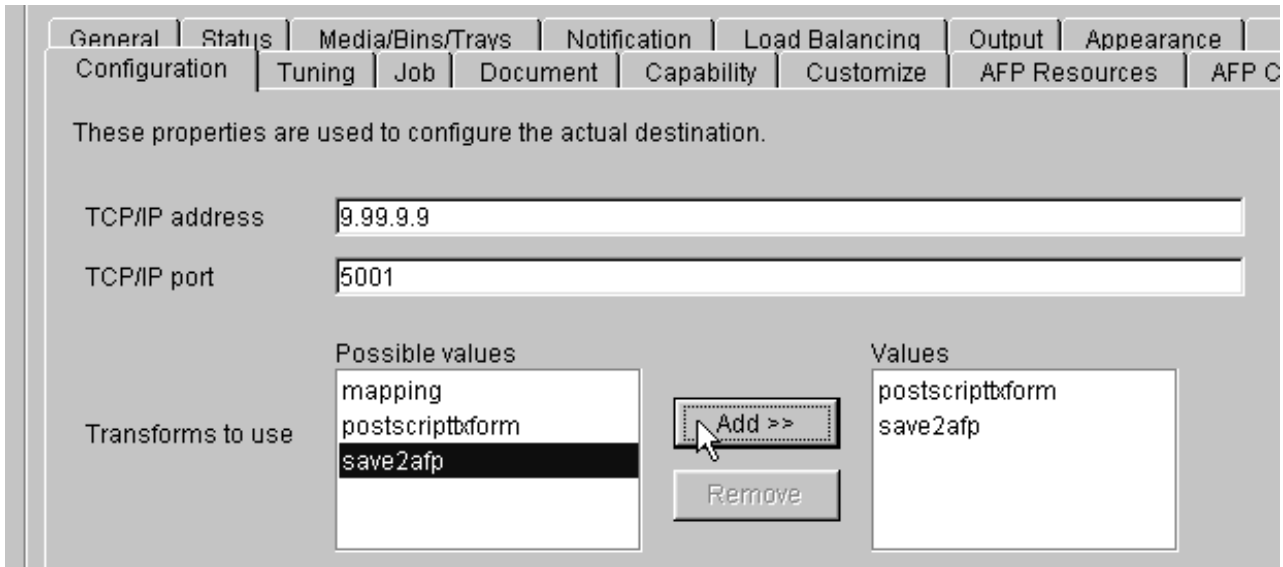 General Status Media/Bins/Trays Notification Load Balancing Output Appearance
Configuration Tuning Job Document Capability Customize AFP Resources AFP C
These properties are used to configure the actual destination.
TCP/IP address 9.99.9.9
TCP/IP port 5001
Possible values Values
mapping postscripttxform
Transforms to use postscripttxform Add >> save2afp
save2afp
Remove